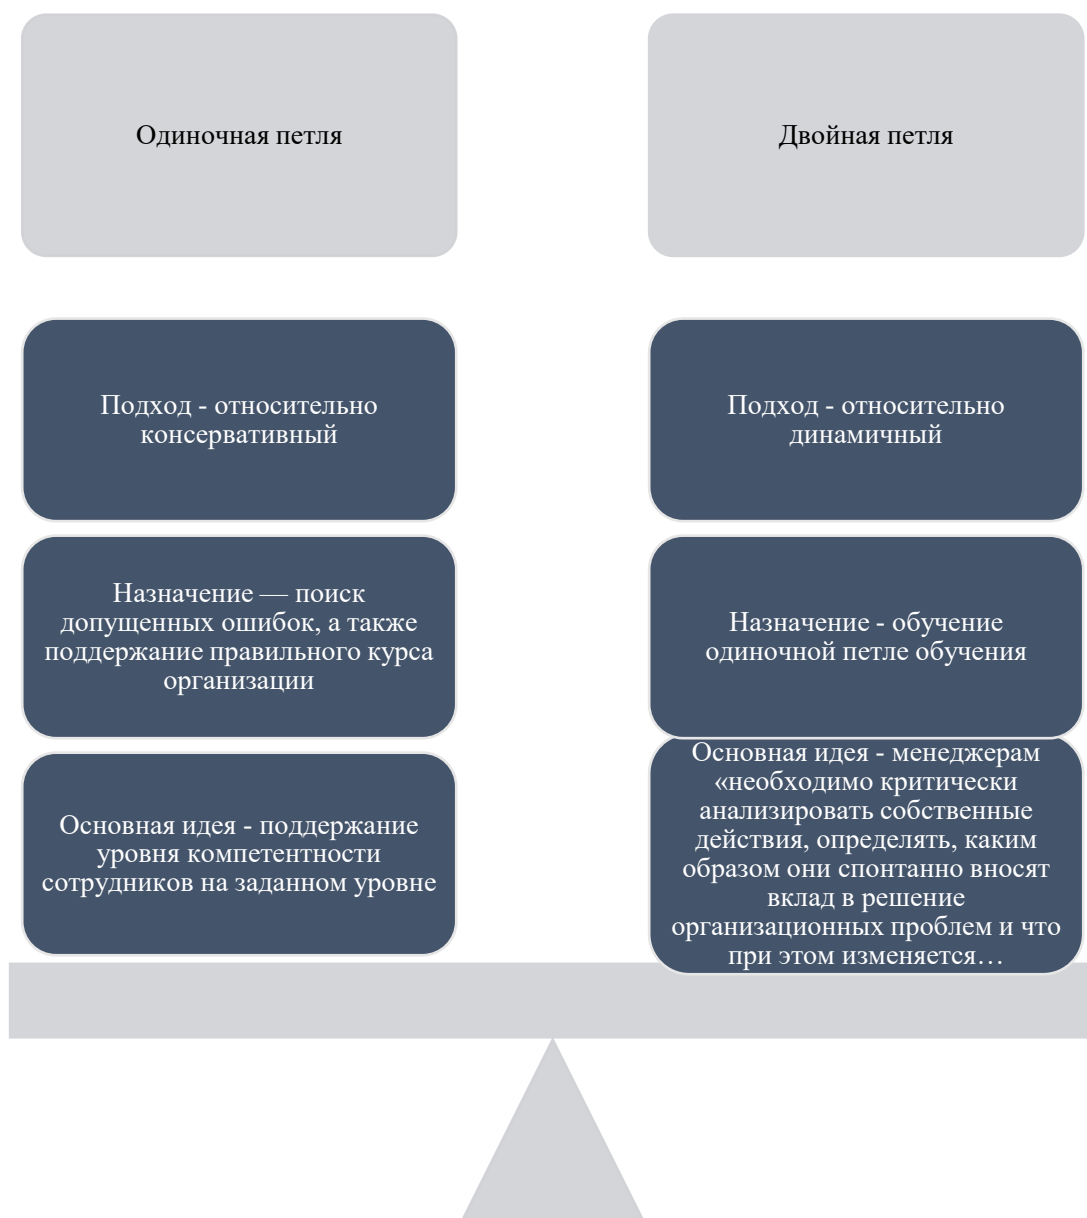 Одиночная петля
Двойная петля
Подход - относительно
консервативный
Подход - относительно
динамичный
Назначение — поиск
допущенных ошибок, а также
поддержание правильного курса
организации
Назначение - обучение
одиночной петле обучения
Основная идея - поддержание
уровня компетентности
сотрудников на заданном уровне
Основная идея - менеджерам
«необходимо критически
анализировать собственные
действия, определять, каким
образом они спонтанно вносят
вклад в решение
организационных проблем и что
при этом изменяется…